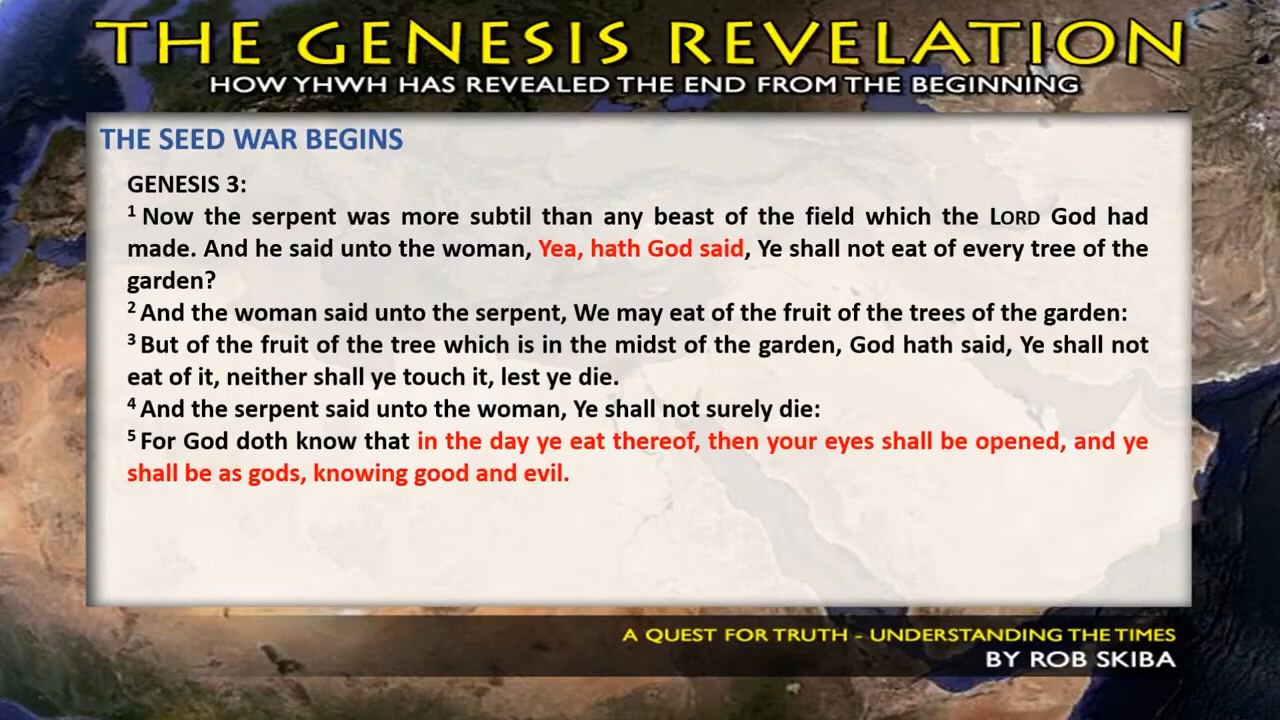 THE GENESIS REVELATION
HOW YHWH HAS REVEALED THE END FROM THE BEGINNING
THE SEED WAR BEGINS
GENESIS 3:
1 Now the serpent was more subtil than any beast of the field which the LORD God had
made. And he said unto the woman, Yea, hath God said, Ye shall not eat of every tree of the
garden?
2 And the woman said unto the serpent, We may eat of the fruit of the trees of the garden:
3 But of the fruit of the tree which is in the midst of the garden, God hath said, Ye shall not
eat of it, neither shall ye touch it, lest ye die.
4 And the serpent said unto the woman, Ye shall not surely die:
5 For God doth know that in the day ye eat thereof, then your eyes shall be opened, and ye
shall be as gods, knowing good and evil.
A QUEST FOR TRUTH - UNDERSTANDING THE TIMES
BY ROB SKIBA